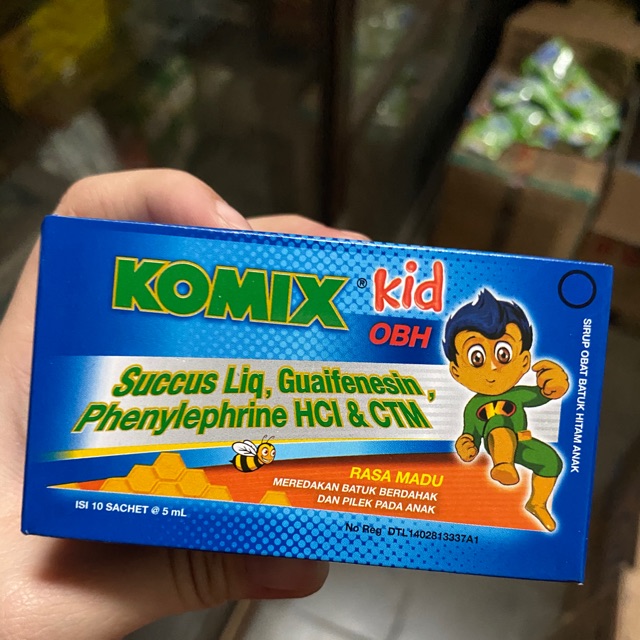 KOMIX® kid
OBH
Succus Liq, Guaifenesin,
Phenylephrine HCl & CTM
RASA MADU
MEREDAKAN BATUK BERDAHAK
DAN PILEK PADA ANAK
ISI 10 SACHET @ 5 mL
No Reg DTL1402813337A1
SIRUP OBAT BATUK HITAM ANAK
K